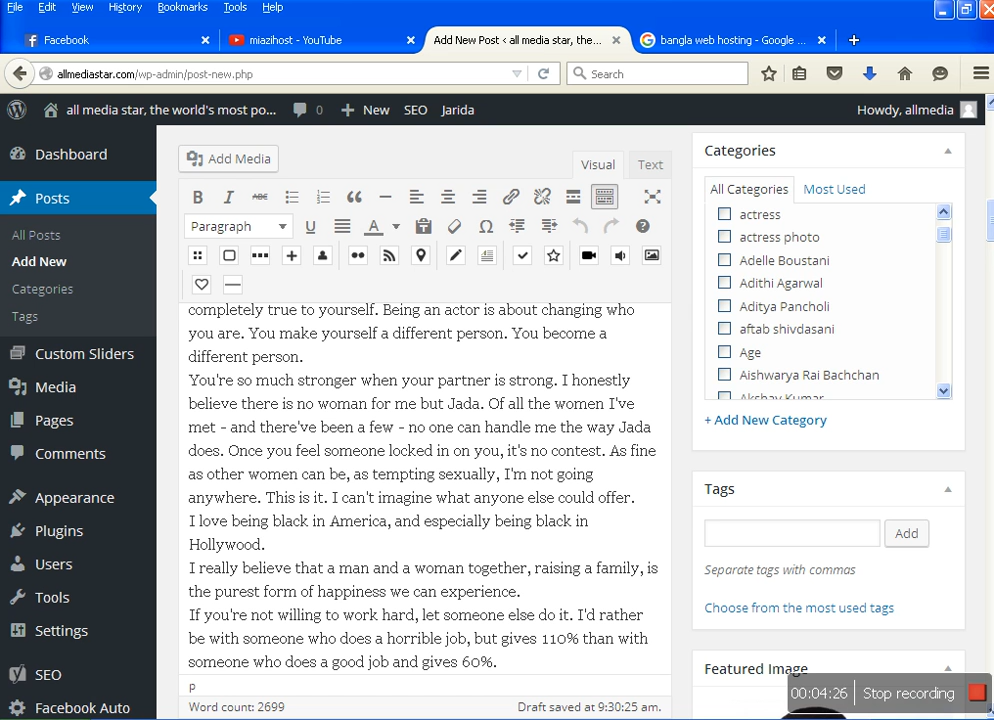 File Edit View History Bookmarks Tools Help
Facebook
miazihost - YouTube
Add New Post ‹ all media star, the...
bangla web hosting - Google ...
allmediastar.com/wp-admin/post-new.php
Search
all media star, the world's most po...
0
New
SEO
Jarida
Howdy, allmedia
Dashboard
Posts
All Posts
Add New
Categories
Tags
Custom Sliders
Media
Pages
Comments
Appearance
Plugins
Users
Tools
Settings
SEO
Facebook Auto
Add Media
Visual
Text
B I ABC
Paragraph
U A
completely true to yourself. Being an actor is about changing who
you are. You make yourself a different person. You become a
different person.
You're so much stronger when your partner is strong. I honestly
believe there is no woman for me but Jada. Of all the women I've
met - and there've been a few - no one can handle me the way Jada
does. Once you feel someone locked in on you, it's no contest. As fine
as other women can be, as tempting sexually, I'm not going
anywhere. This is it. I can't imagine what anyone else could offer.
I love being black in America, and especially being black in
Hollywood.
I really believe that a man and a woman together, raising a family, is
the purest form of happiness we can experience.
If you're not willing to work hard, let someone else do it. I'd rather
be with someone who does a horrible job, but gives 110% than with
someone who does a good job and gives 60%.
p
Word count: 2699
Draft saved at 9:30:25 am.
Categories
All Categories
Most Used
actress
actress photo
Adelle Boustani
Adithi Agarwal
Aditya Pancholi
aftab shivdasani
Age
Aishwarya Rai Bachchan
Akshay Kumar
+ Add New Category
Tags
Add
Separate tags with commas
Choose from the most used tags
Featured Image
00:04:26
Stop recording